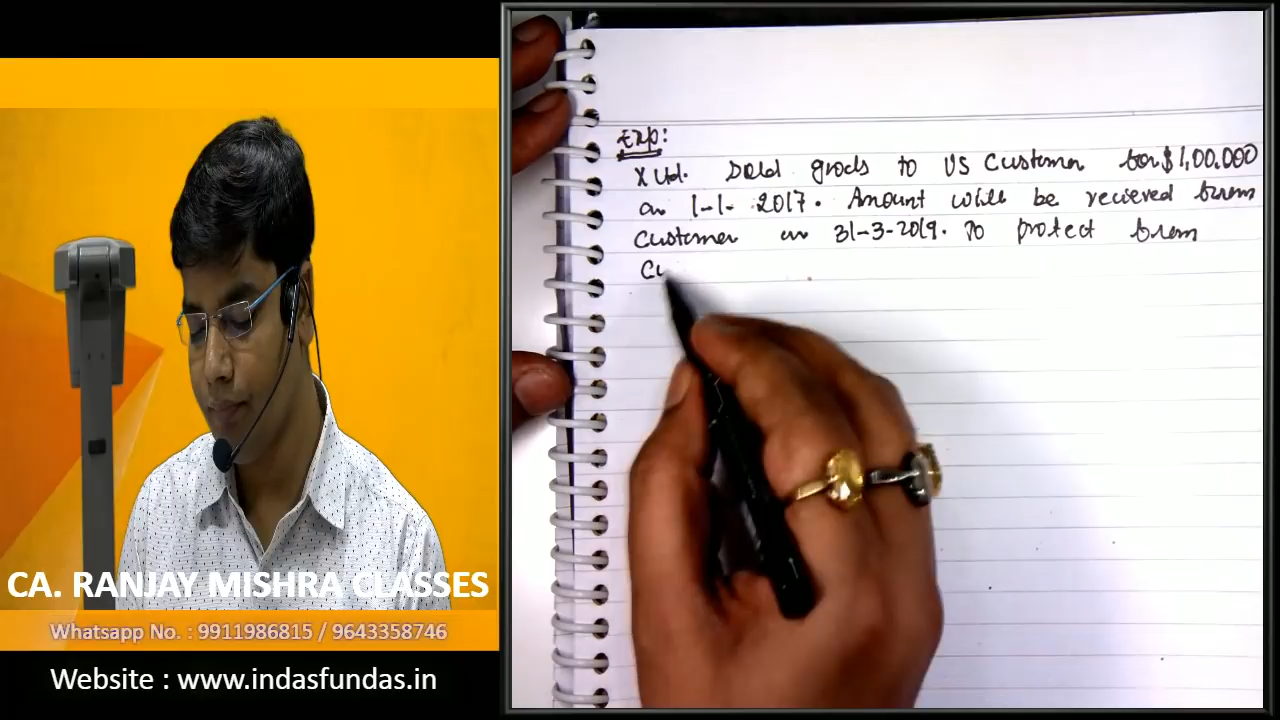 Exp:
X Ltd. Sold goods to US Customer for $1,00,000
on 1-1-2017. Amount will be recieved from
Customer on 31-3-2019. To protect from
Cu
CA. RANJAY MISHRA CLASSES
Whatsapp No. : 9911986815 / 9643358746
Website : www.indasfundas.in